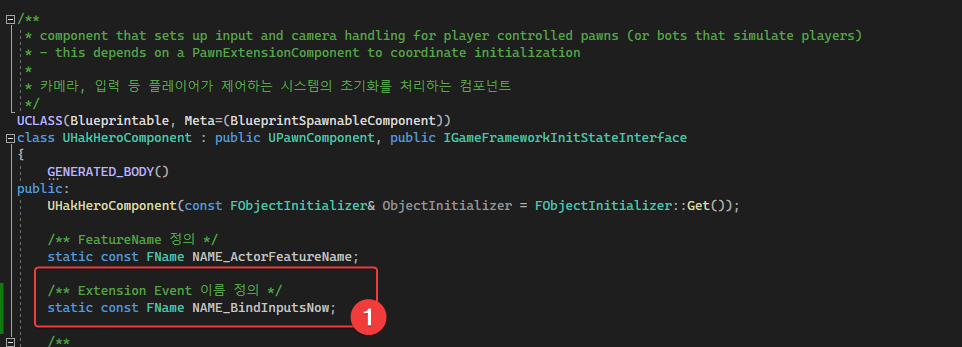 /**
 * component that sets up input and camera handling for player controlled pawns (or bots that simulate players)
 * - this depends on a PawnExtensionComponent to coordinate initialization
 *
 * 카메라, 입력 등 플레이어가 제어하는 시스템의 초기화를 처리하는 컴포넌트
 */
UCLASS(Blueprintable, Meta=(BlueprintSpawnableComponent))
class UHakHeroComponent : public UPawnComponent, public IGameFrameworkInitStateInterface
{
    GENERATED_BODY()
public:
    UHakHeroComponent(const FObjectInitializer& ObjectInitializer = FObjectInitializer::Get());
    /** FeatureName 정의 */
    static const FName NAME_ActorFeatureName;
    /** Extension Event 이름 정의 */
    static const FName NAME_BindInputsNow;
1
    /**